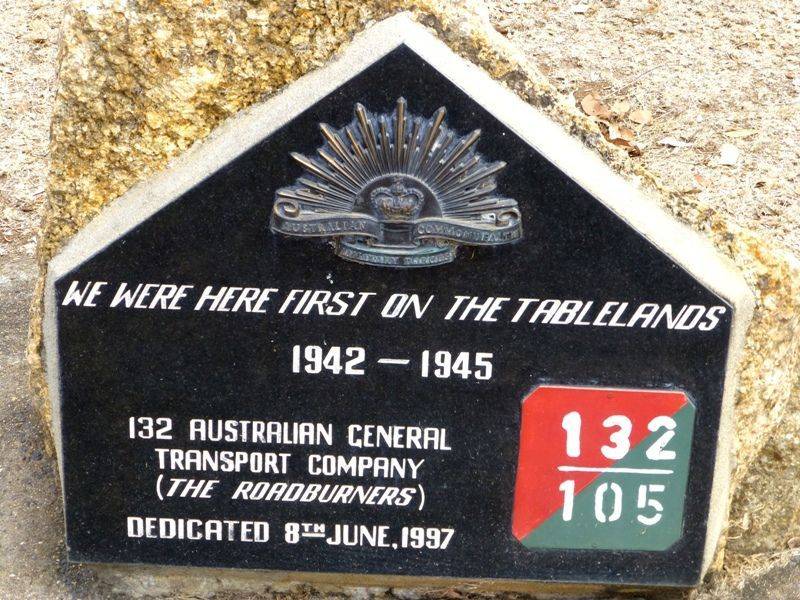 AUSTRALIAN COMMONWEALTH
MILITARY FORCES
WE WERE HERE FIRST ON THE TABLELANDS
1942 — 1945
132 AUSTRALIAN GENERAL
TRANSPORT COMPANY
(THE ROADBURNERS)
DEDICATED 8TH JUNE, 1997
132
105